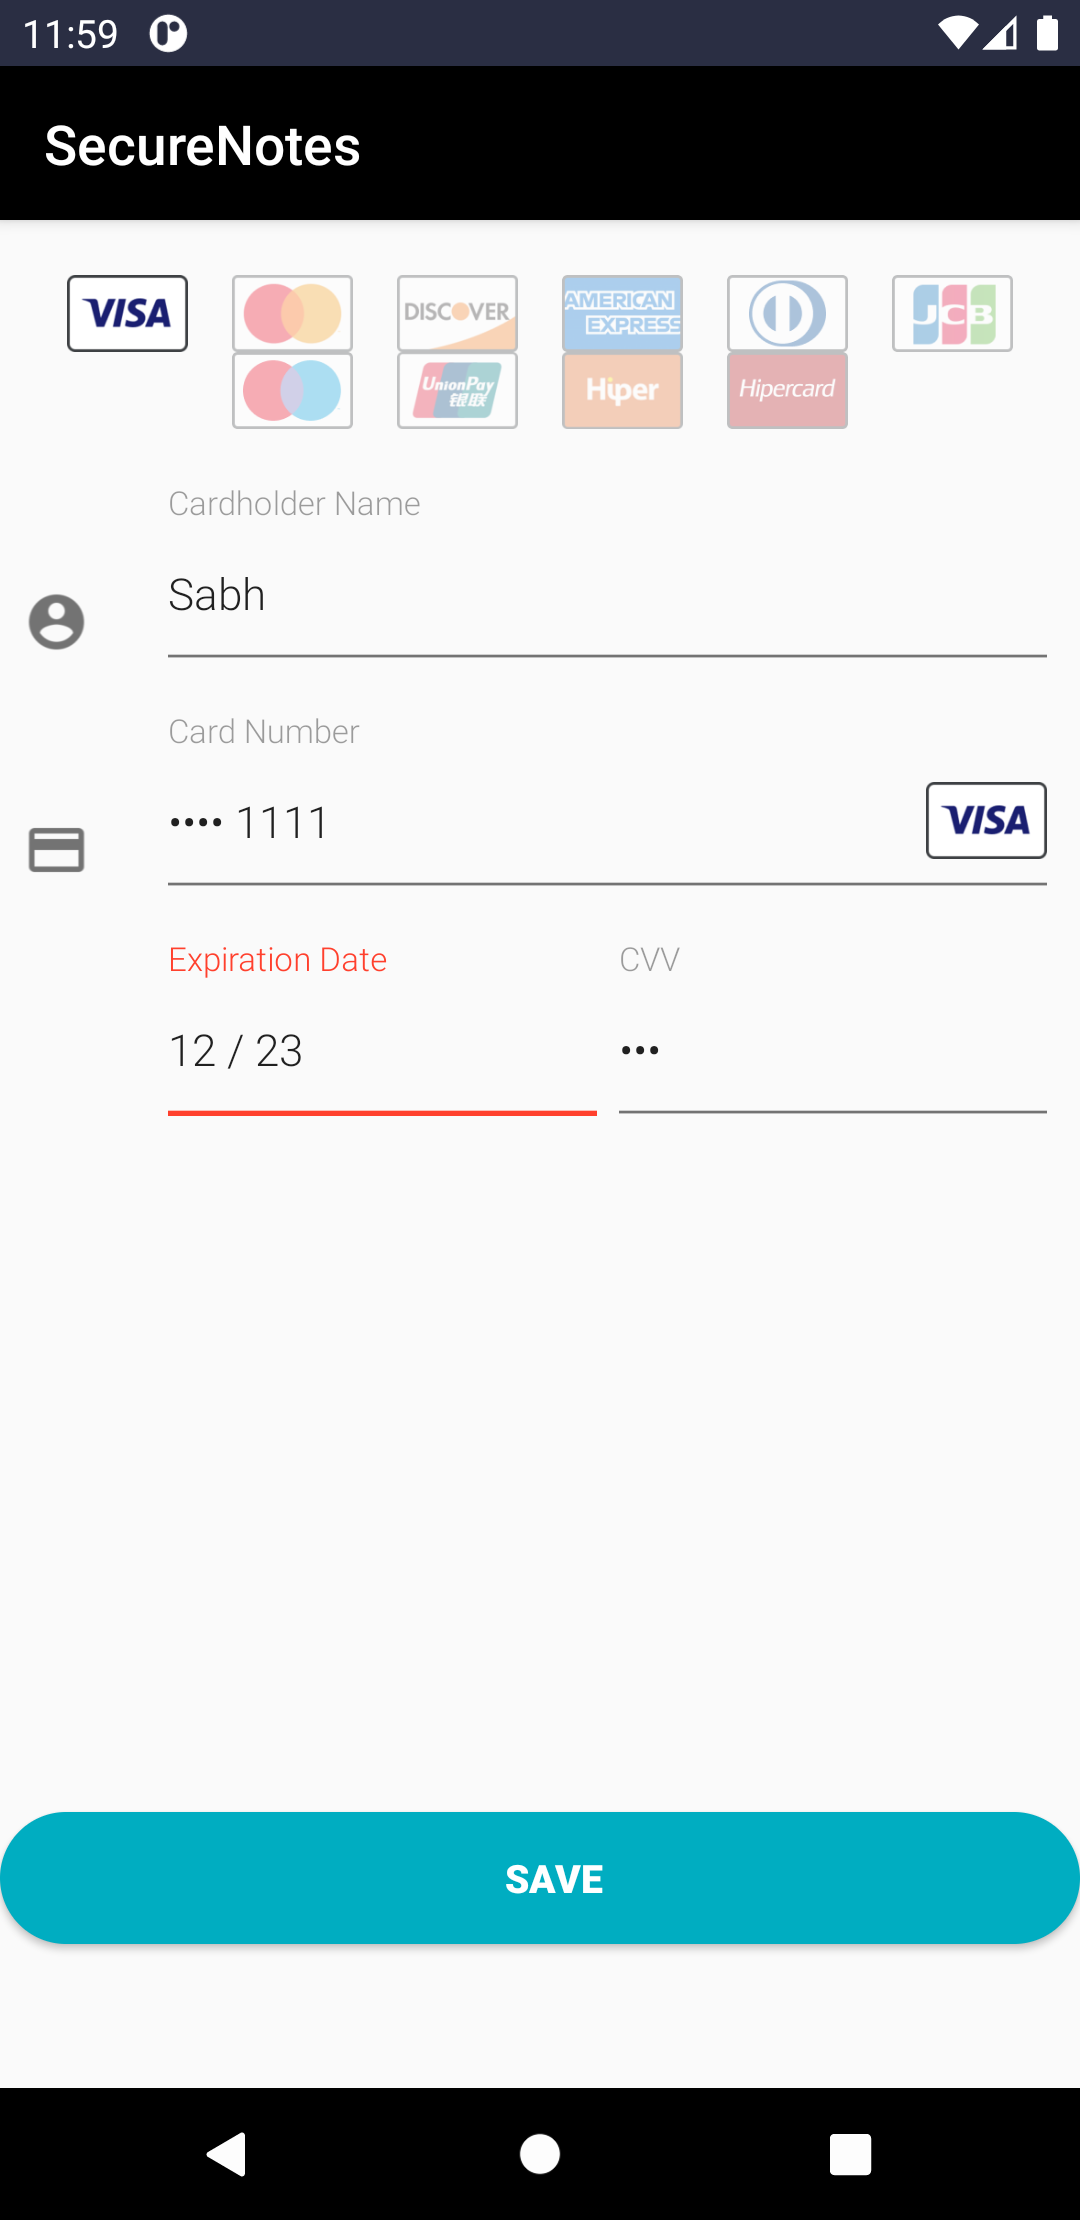 11:59
SecureNotes
VISA DISCOVER AMERICAN EXPRESS JCB
UnionPay 银联 Hiper Hipercard
Cardholder Name
Sabh
Card Number
•••• 1111 VISA
Expiration Date CVV
12 / 23 •••
SAVE